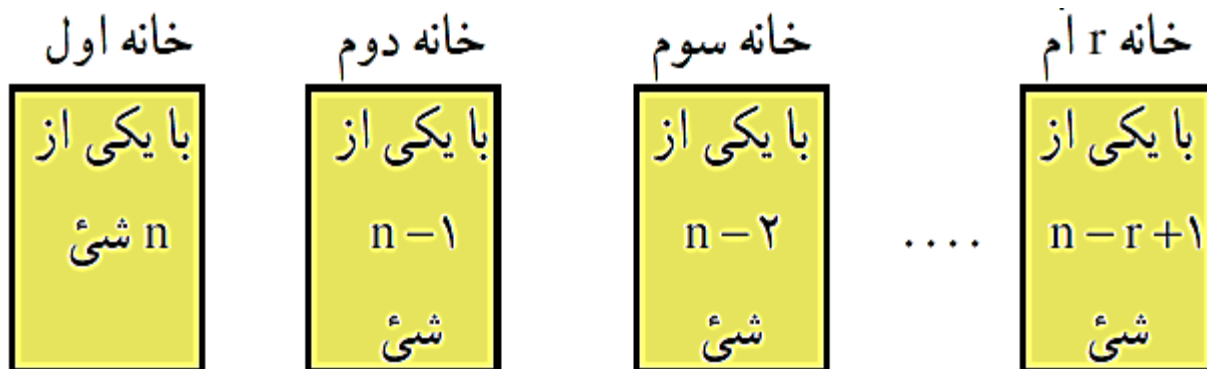 خانه اول
خانه دوم
خانه سوم
خانه r ام
با یکی از
n شئ
با یکی از
n – ۱
شئ
با یکی از
n – ۲
شئ
....
با یکی از
n – r + ۱
شئ